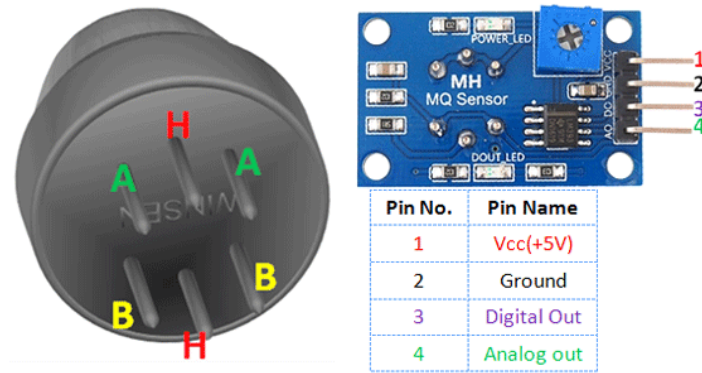 H
A
A
WINSEN
B
B
H
POWER_LED
MH
MQ Sensor
DOUT_LED
VCC
GND
DC
AO
1
2
3
4
Pin No. Pin Name
1 Vcc(+5V)
2 Ground
3 Digital Out
4 Analog out